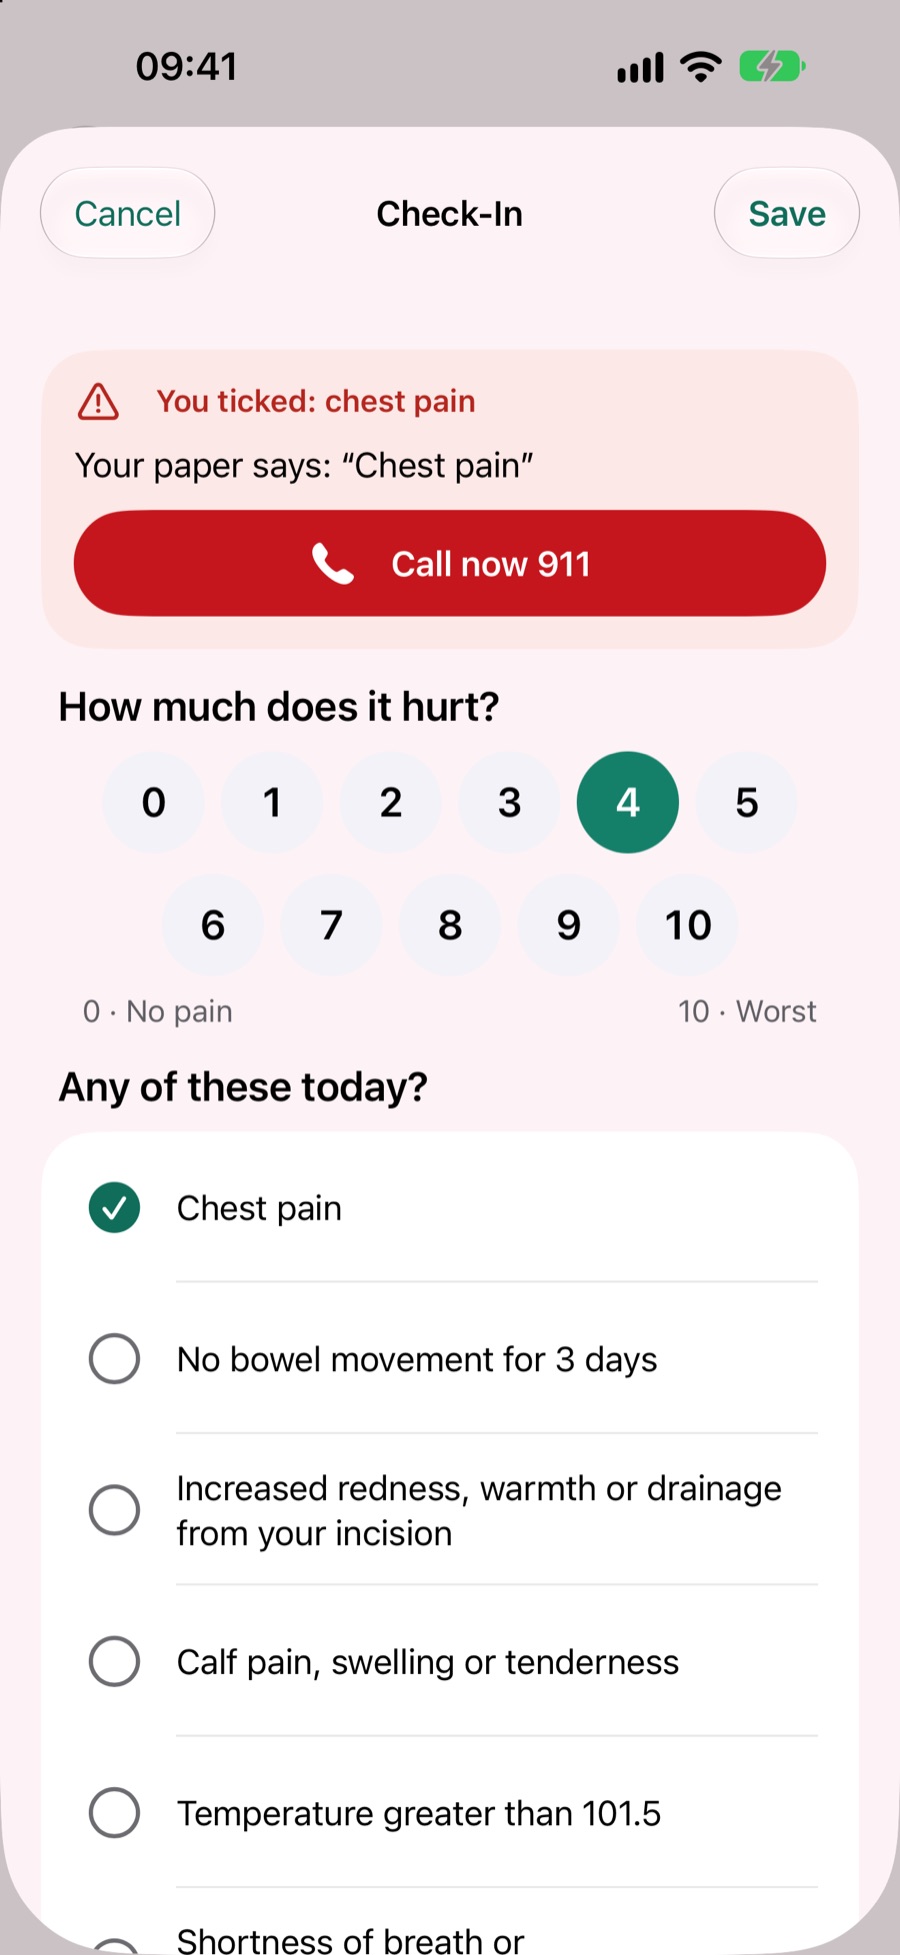 09:41
Cancel
Check-In
Save
You ticked: chest pain
Your paper says: “Chest pain”
Call now 911
How much does it hurt?
0 1 2 3 4 5
6 7 8 9 10
0 · No pain
10 · Worst
Any of these today?
Chest pain
No bowel movement for 3 days
Increased redness, warmth or drainage
from your incision
Calf pain, swelling or tenderness
Temperature greater than 101.5
Shortness of breath or